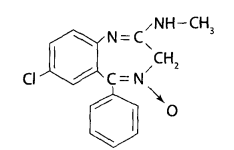 NH–CH₃
N=C
CH₂
Cl
C=N
O